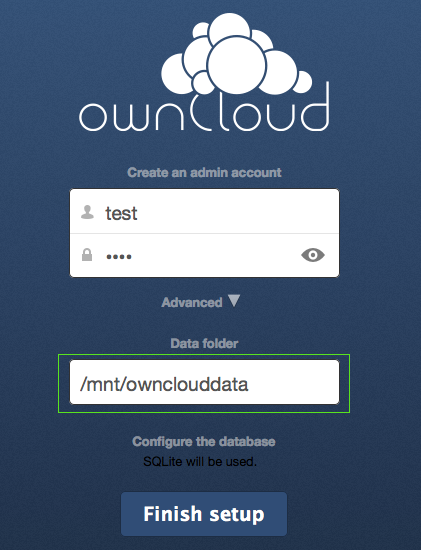 ownCloud
Create an admin account
test
••••
Advanced ▼
Data folder
/mnt/ownclouddata
Configure the database
SQLite will be used.
Finish setup